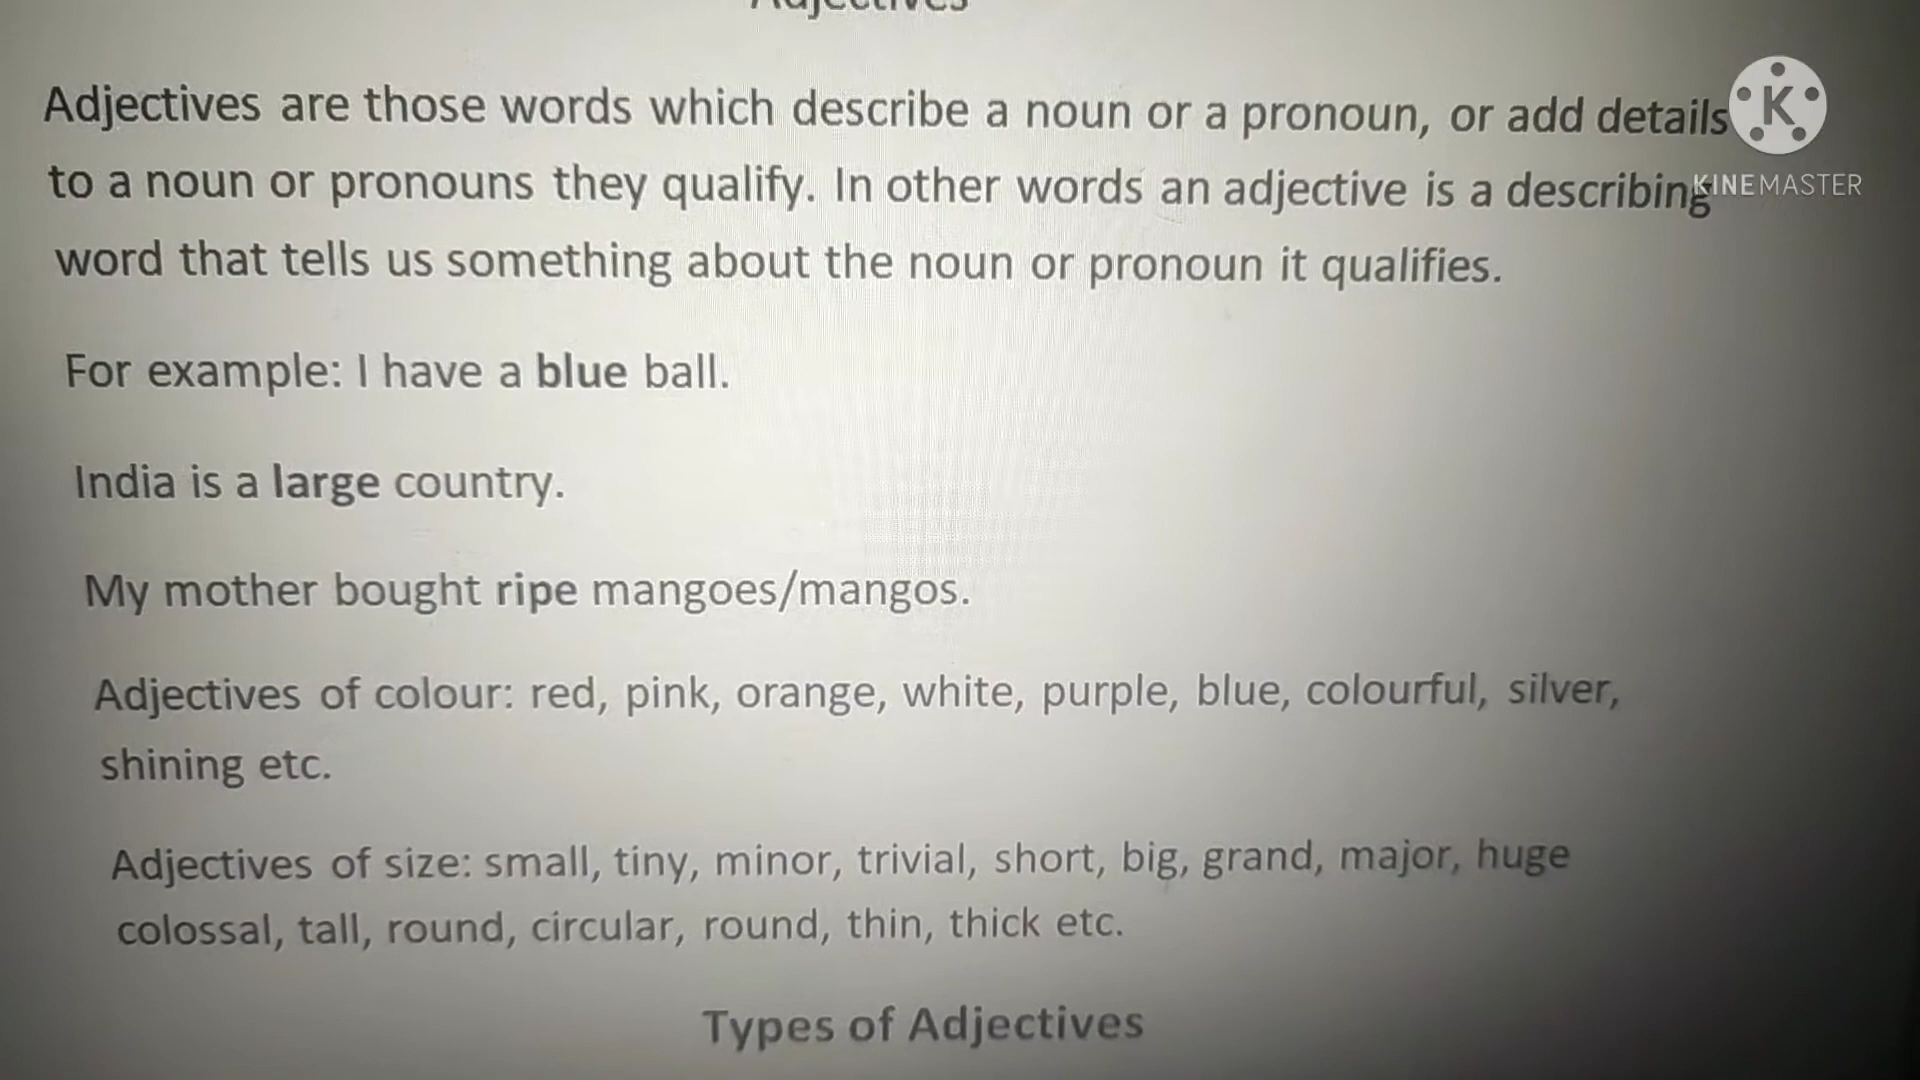 Adjectives
Adjectives are those words which describe a noun or a pronoun, or add details
to a noun or pronouns they qualify. In other words an adjective is a describing
word that tells us something about the noun or pronoun it qualifies.
For example: I have a blue ball.
India is a large country.
My mother bought ripe mangoes/mangos.
Adjectives of colour: red, pink, orange, white, purple, blue, colourful, silver,
shining etc.
Adjectives of size: small, tiny, minor, trivial, short, big, grand, major, huge
colossal, tall, round, circular, round, thin, thick etc.
Types of Adjectives
K
KINEMASTER